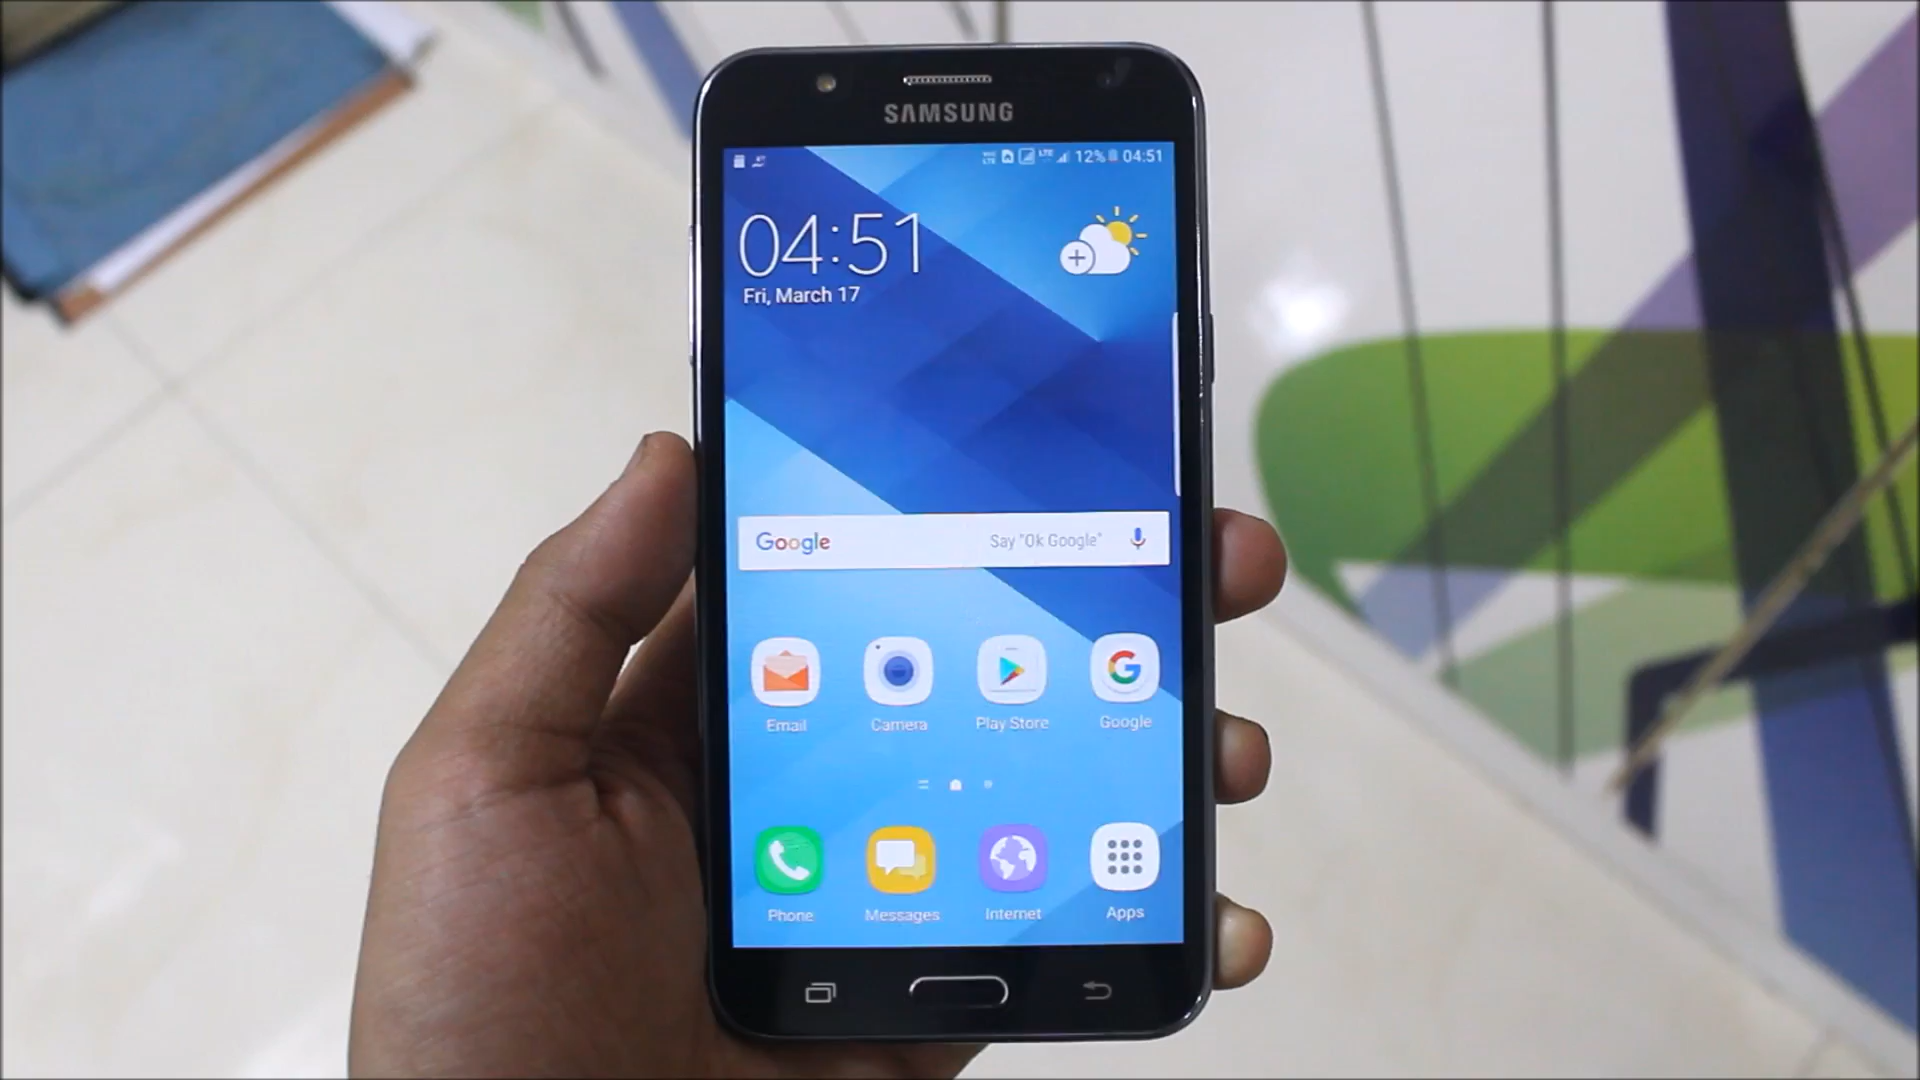 SAMSUNG
LTE 12% 04:51
04:51
Fri, March 17
Google Say "Ok Google"
Email Camera Play Store Google
Phone Messages Internet Apps